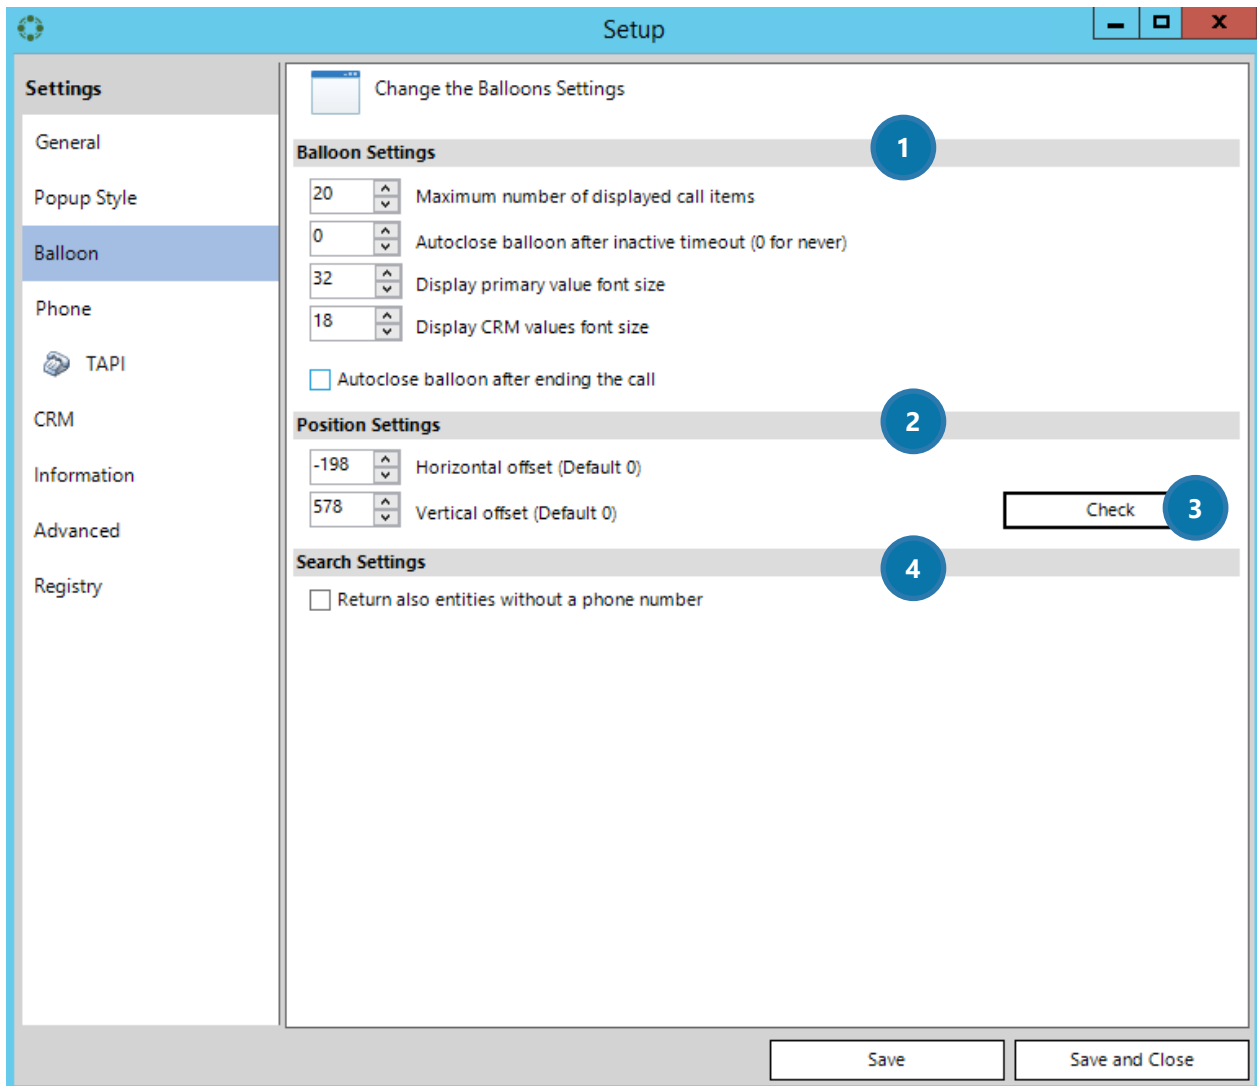 Setup
Settings
General
Popup Style
Balloon
Phone
TAPI
CRM
Information
Advanced
Registry
Change the Balloons Settings
Balloon Settings
1
20 Maximum number of displayed call items
0 Autoclose balloon after inactive timeout (0 for never)
32 Display primary value font size
18 Display CRM values font size
Autoclose balloon after ending the call
Position Settings
2
-198 Horizontal offset (Default 0)
578 Vertical offset (Default 0)
Check
3
Search Settings
4
Return also entities without a phone number
Save
Save and Close